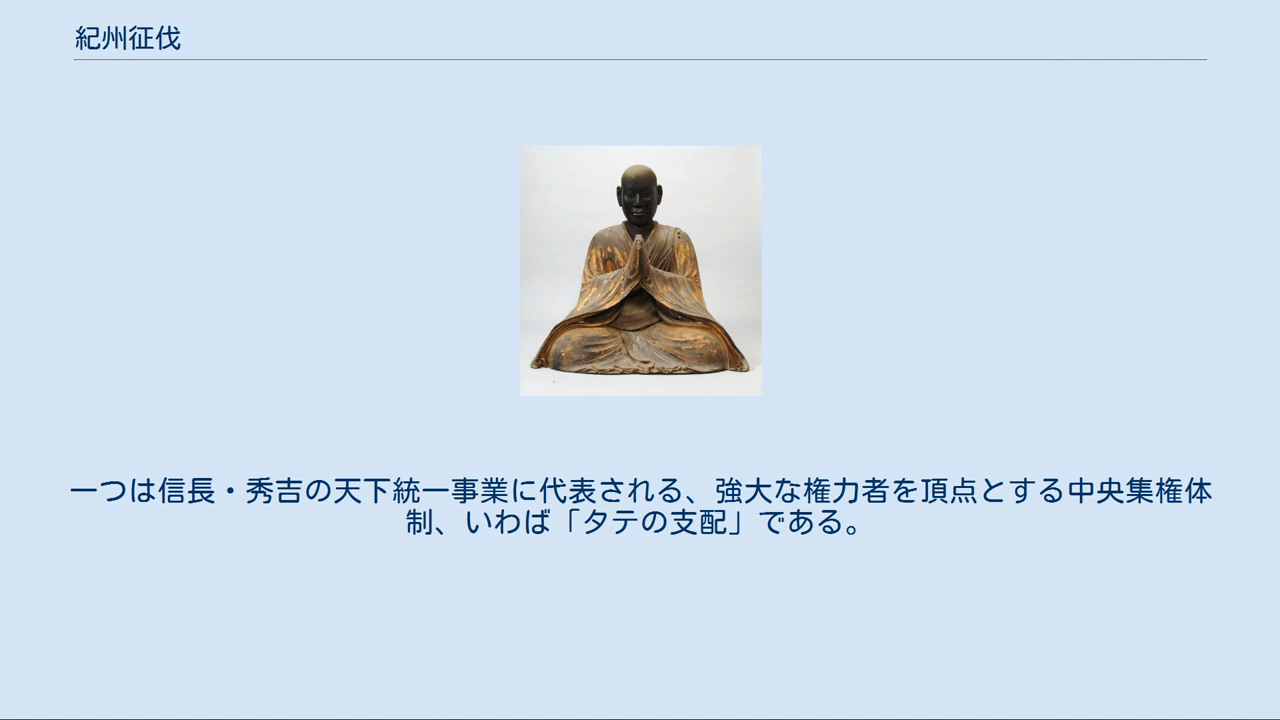 紀州征伐
一つは信長・秀吉の天下統一事業に代表される、強大な権力者を頂点とする中央集権体
制、いわば「タテの支配」である。